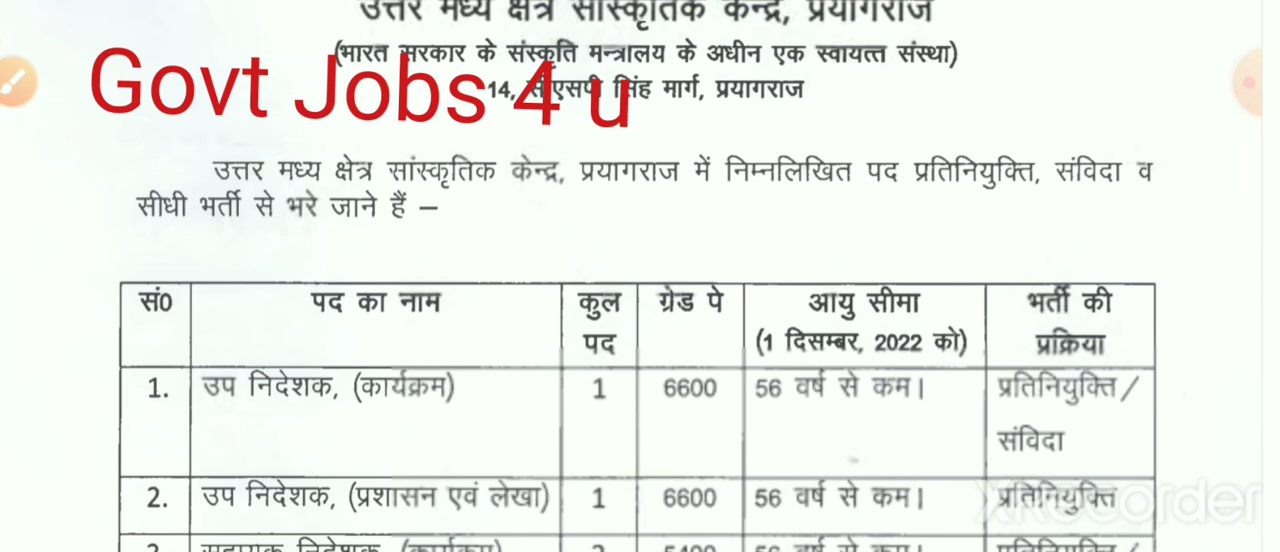 उत्तर मध्य क्षेत्र सांस्कृतिक केन्द्र, प्रयागराज
(भारत सरकार के संस्कृति मन्त्रालय के अधीन एक स्वायत्त संस्था)
Govt Jobs 4 u
14, सीएसपी सिंह मार्ग, प्रयागराज
उत्तर मध्य क्षेत्र सांस्कृतिक केन्द्र, प्रयागराज में निम्नलिखित पद प्रतिनियुक्ति, संविदा व
सीधी भर्ती से भरे जाने हैं –
सं0 पद का नाम कुल पद ग्रेड पे आयु सीमा (1 दिसम्बर, 2022 को) भर्ती की प्रक्रिया
1. उप निदेशक, (कार्यक्रम) 1 6600 56 वर्ष से कम। प्रतिनियुक्ति / संविदा
2. उप निदेशक, (प्रशासन एवं लेखा) 1 6600 56 वर्ष से कम। प्रतिनियुक्ति
XRecorder